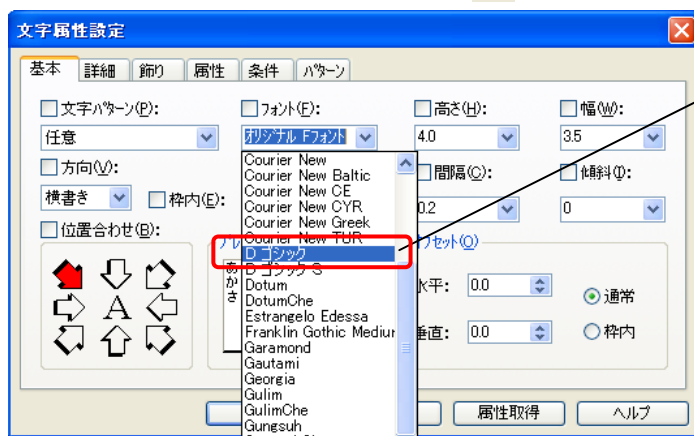 文字属性設定
基本 詳細 飾り 属性 条件 パターン
文字パターン(P):
フォント(F):
高さ(H):
幅(W):
任意
オリジナル Fフォント
4.0
3.5
方向(V):
間隔(C):
傾斜(I):
横書き
枠内(E):
0.2
0
位置合わせ(B):
Courier New
Courier New Baltic
Courier New CE
Courier New CYR
Courier New Greek
Courier New TUR
D ゴシック
D ゴシック S
Dotum
DotumChe
Estrangelo Edessa
Franklin Gothic Mediur
Garamond
Gautami
Georgia
Gulim
GulimChe
Gungsuh
プレ
あ
か
さ
フセット(O)
水平: 0.0
垂直: 0.0
通常
枠内
A
属性取得
ヘルプ